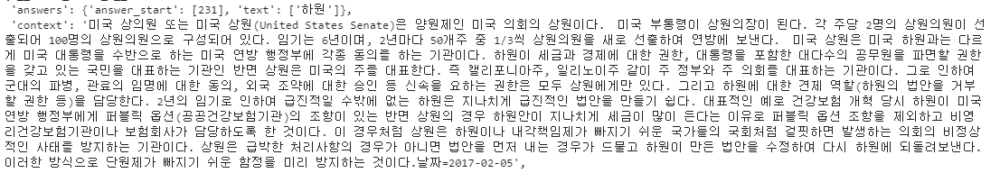 'answers': {'answer_start': [231], 'text': ['하원']},
'context': '미국 상의원 또는 미국 상원(United States Senate)은 양원제인 미국 의회의 상원이다. 미국 부통령이 상원의장이 된다. 각 주당 2명의 상원의원이 선
출되어 100명의 상원의원으로 구성되어 있다. 임기는 6년이며, 2년마다 50개주 중 1/3씩 상원의원을 새로 선출하여 연방에 보낸다.  미국 상원은 미국 하원과는 다르
게 미국 대통령을 수반으로 하는 미국 연방 행정부에 각종 동의를 하는 기관이다. 하원이 세금과 경제에 대한 권한, 대통령을 포함한 대다수의 공무원을 파면할 권한
을 갖고 있는 국민을 대표하는 기관인 반면 상원은 미국의 주를 대표한다. 즉 캘리포니아주, 일리노이주 같이 주 정부와 주 의회를 대표하는 기관이다. 그로 인하여
군대의 파병, 관료의 임명에 대한 동의, 외국 조약에 대한 승인 등 신속을 요하는 권한은 모두 상원에게만 있다. 그리고 하원에 대한 견제 역할(하원의 법안을 거부
할 권한 등)을 담당한다. 2년의 임기로 인하여 급진적일 수밖에 없는 하원은 지나치게 급진적인 법안을 만들기 쉽다. 대표적인 예로 건강보험 개혁 당시 하원이 미국
연방 행정부에게 퍼블릭 옵션(공공건강보험기관)의 조항이 있는 반면 상원의 경우 하원안이 지나치게 세금이 많이 든다는 이유로 퍼블릭 옵션 조항을 제외하고 비영
리건강보험기관이나 보험회사가 담당하도록 한 것이다. 이 경우처럼 상원은 하원이나 내각책임제가 빠지기 쉬운 국가들의 국회처럼 걸핏하면 발생하는 의회의 비정상
적인 사태를 방지하는 기관이다. 상원은 급박한 처리사항의 경우가 아니면 법안을 먼저 내는 경우가 드물고 하원이 만든 법안을 수정하여 다시 하원에 되돌려보낸다.
이러한 방식으로 단원제가 빠지기 쉬운 함정을 미리 방지하는 것이다.날짜=2017-02-05',